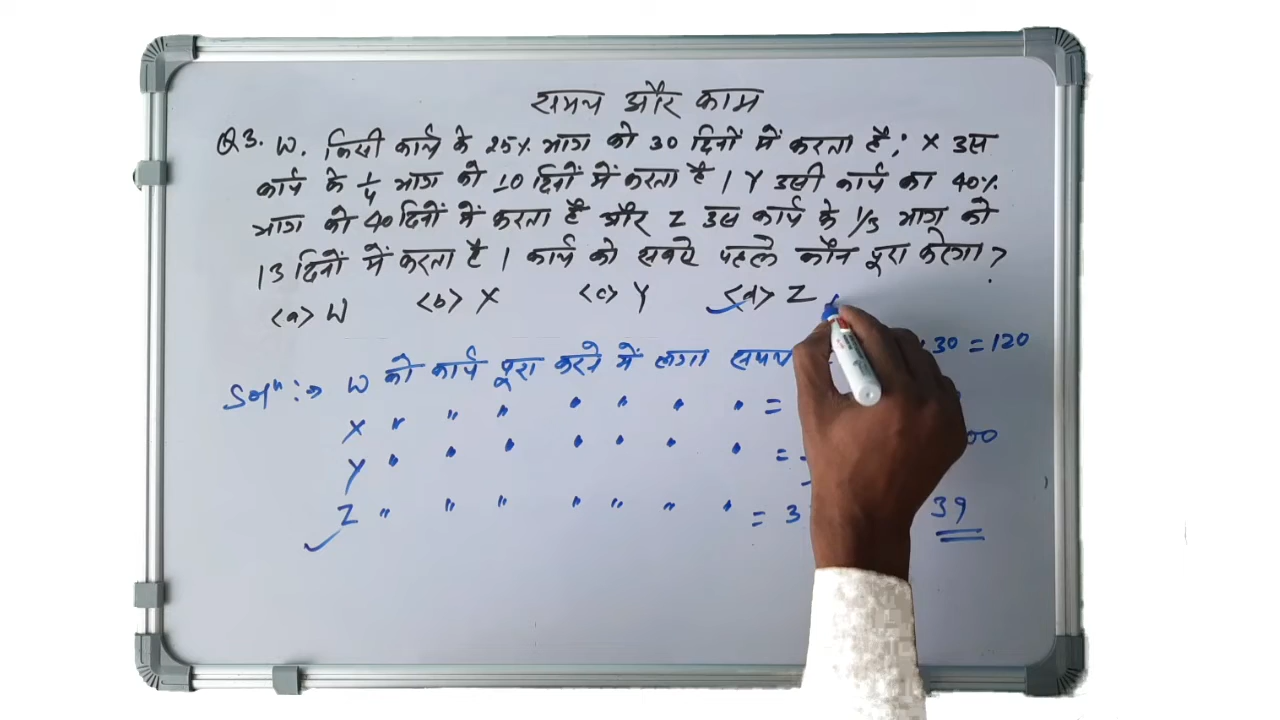 समय और काम
Q3. W. किसी कार्य के 25% भाग को 30 दिनों में करता है; X उस
कार्य के 1/4 भाग को 10 दिनों में करता है। Y उसी कार्य का 40%
भाग को 40 दिनों में करता है और Z उस कार्य के 1/3 भाग को
13 दिनों में करता है। कार्य को सबसे पहले कौन पूरा करेगा?
<a> W <b> X <c> Y <d> Z
Solⁿ :→ W को कार्य पूरा करने में लगा समय 30 = 120
X " " " " " " " =
Y " " " " " " " = 00
Z " " " " " " " = 3 39